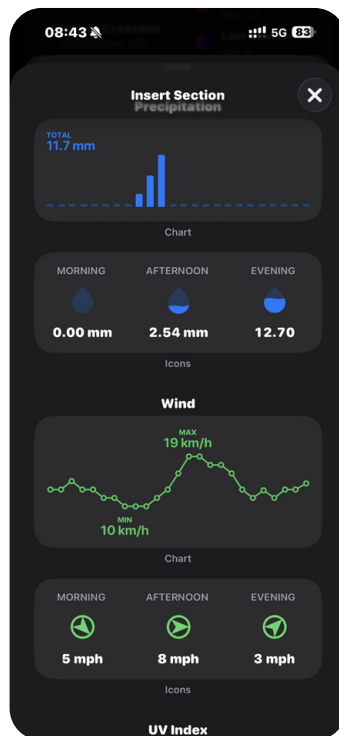 08:43 5G 83
Crescent
Insert Section
Precipitation
TOTAL
11.7 mm
Chart
MORNING AFTERNOON EVENING
0.00 mm 2.54 mm 12.70
Icons
Wind
MAX
19 km/h
MIN
10 km/h
Chart
MORNING AFTERNOON EVENING
5 mph 8 mph 3 mph
Icons
UV Index